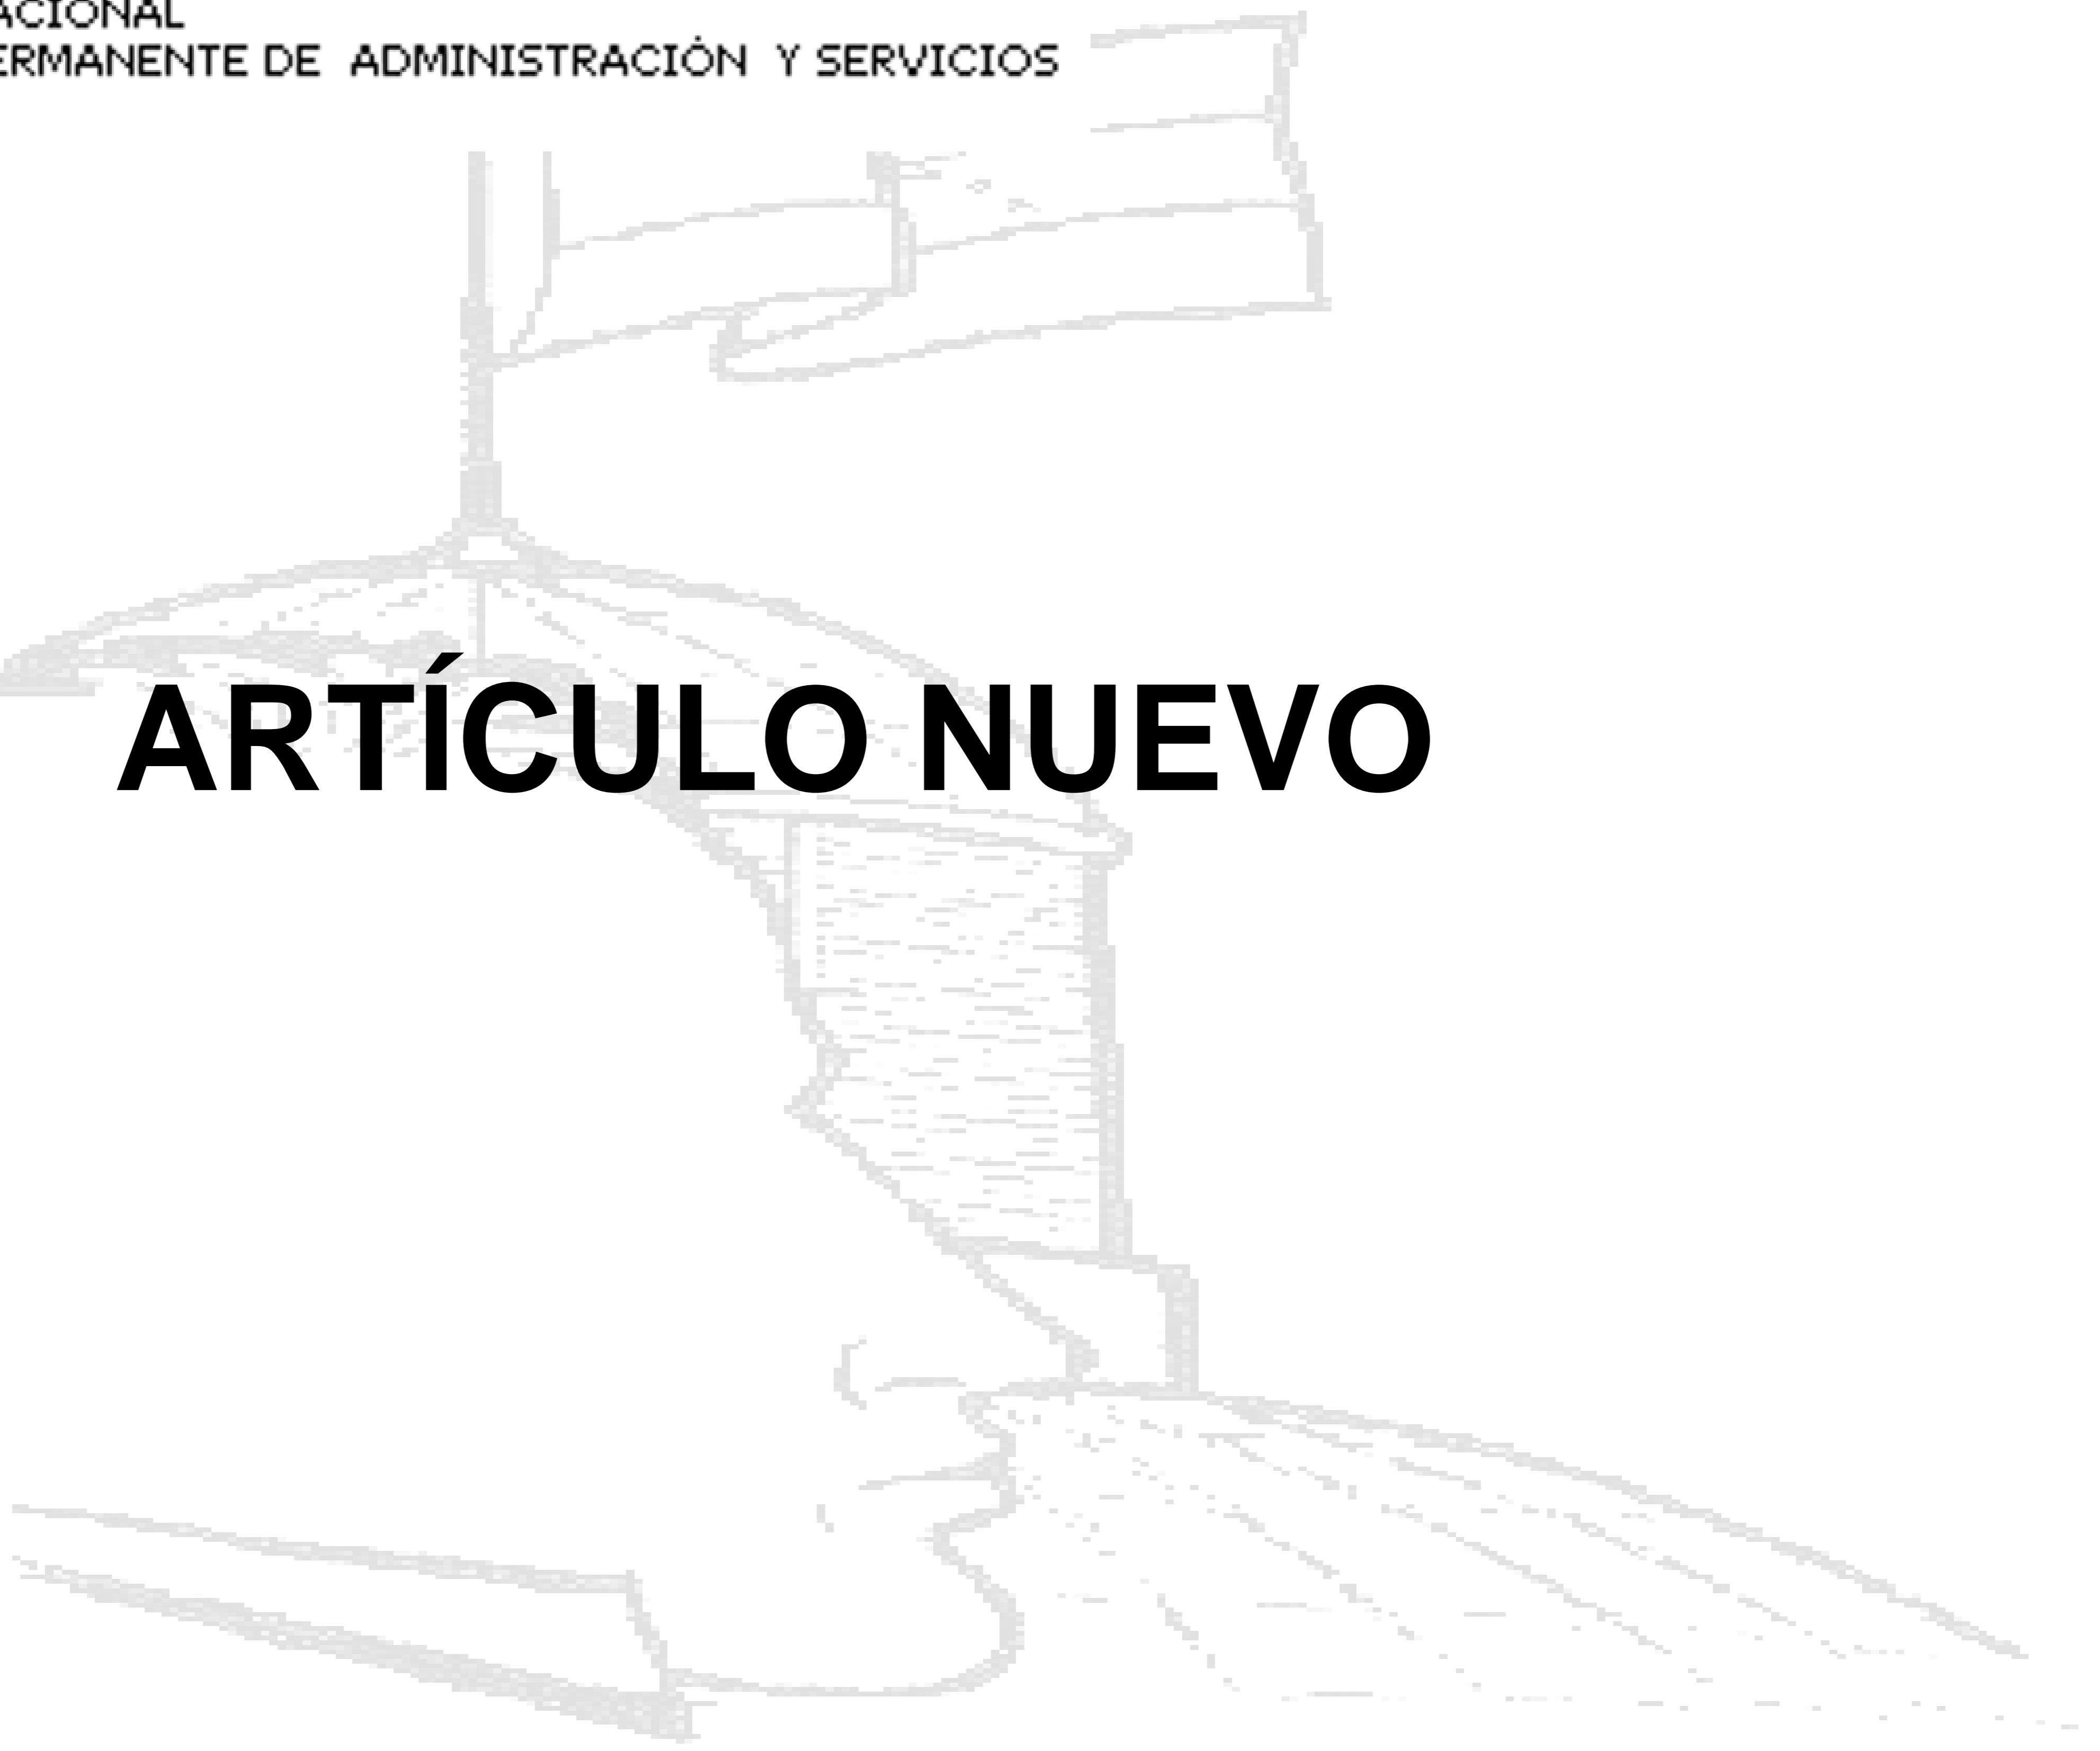 ACIONAL
ERMANENTE DE ADMINISTRACIÓN Y SERVICIOS
ARTÍCULO NUEVO